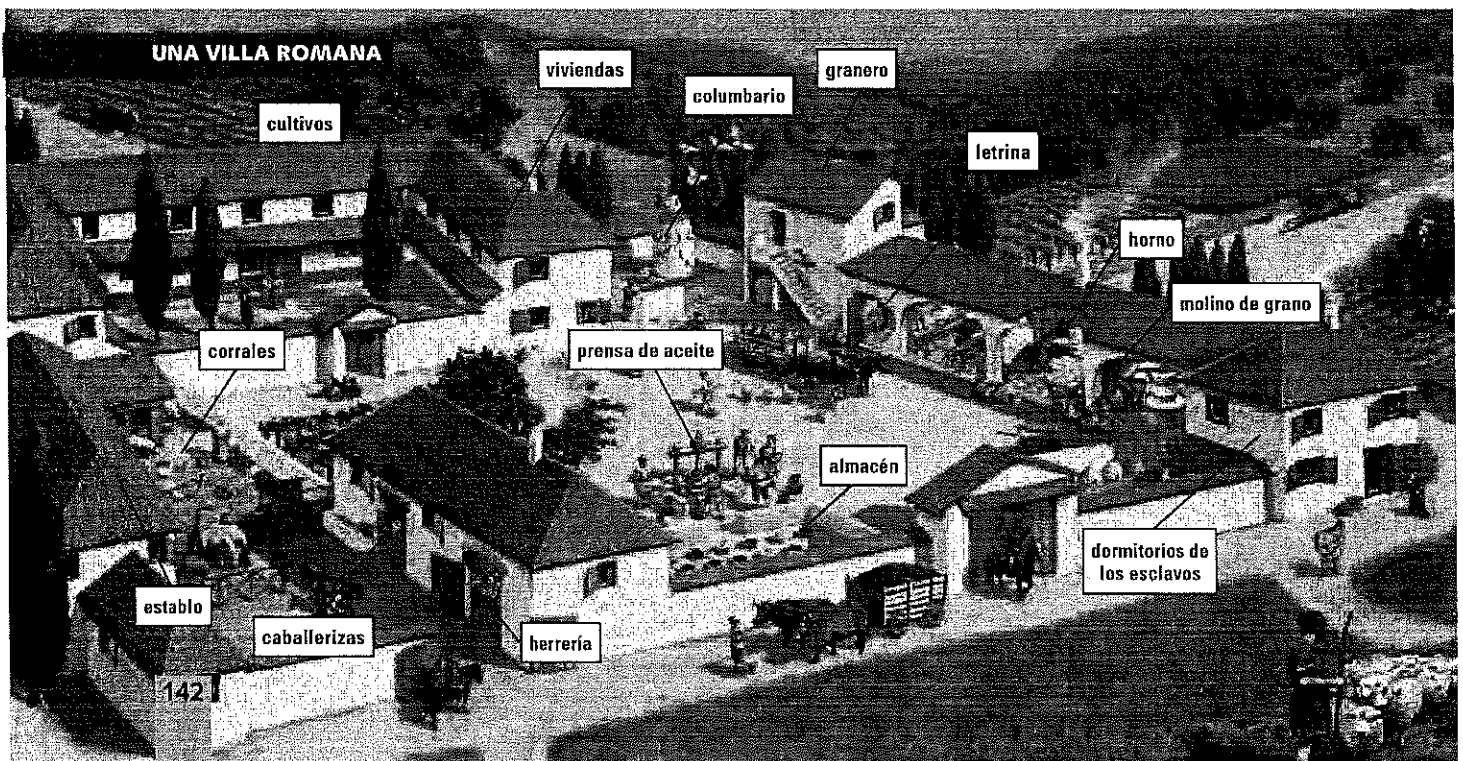 UNA VILLA ROMANA
viviendas
granero
columbario
cultivos
letrina
horno
molino de grano
corrales
prensa de aceite
almacén
dormitorios de
los esclavos
establo
caballerizas
herrería
142